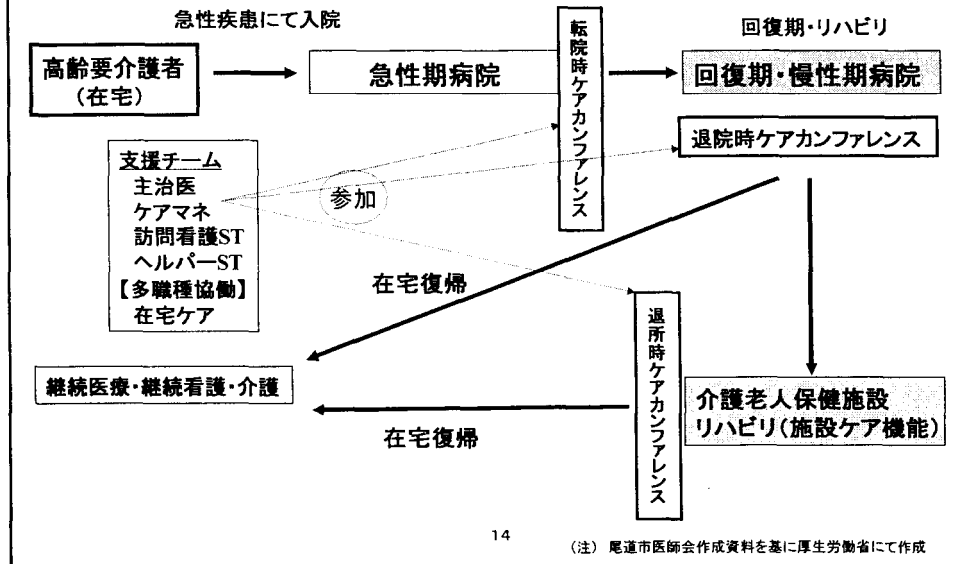 急性疾患にて入院
回復期・リハビリ
高齢要介護者
(在宅)
急性期病院
転院時ケアカンファレンス
回復期・慢性期病院
退院時ケアカンファレンス
支援チーム
主治医
ケアマネ
訪問看護ST
ヘルパーST
【多職種協働】
在宅ケア
参加
在宅復帰
退所時ケアカンファレンス
継続医療・継続看護・介護
在宅復帰
介護老人保健施設
リハビリ(施設ケア機能)
14
(注) 尾道市医師会作成資料を基に厚生労働省にて作成